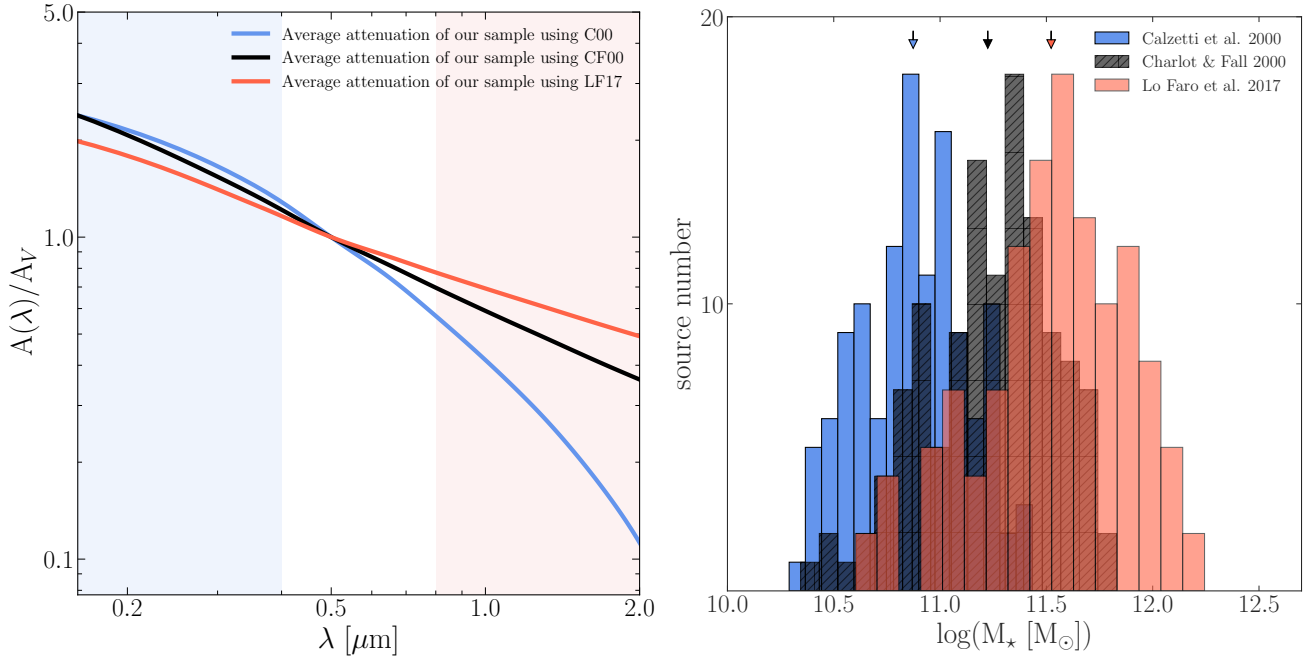 5.0
1.0
0.1
A(λ)/A_V
0.2
0.5
1.0
2.0
λ [μm]
Average attenuation of our sample using C00
Average attenuation of our sample using CF00
Average attenuation of our sample using LF17
20
10
source number
10.0
10.5
11.0
11.5
12.0
12.5
log(M⋆ [M⊙])
Calzetti et al. 2000
Charlot & Fall 2000
Lo Faro et al. 2017